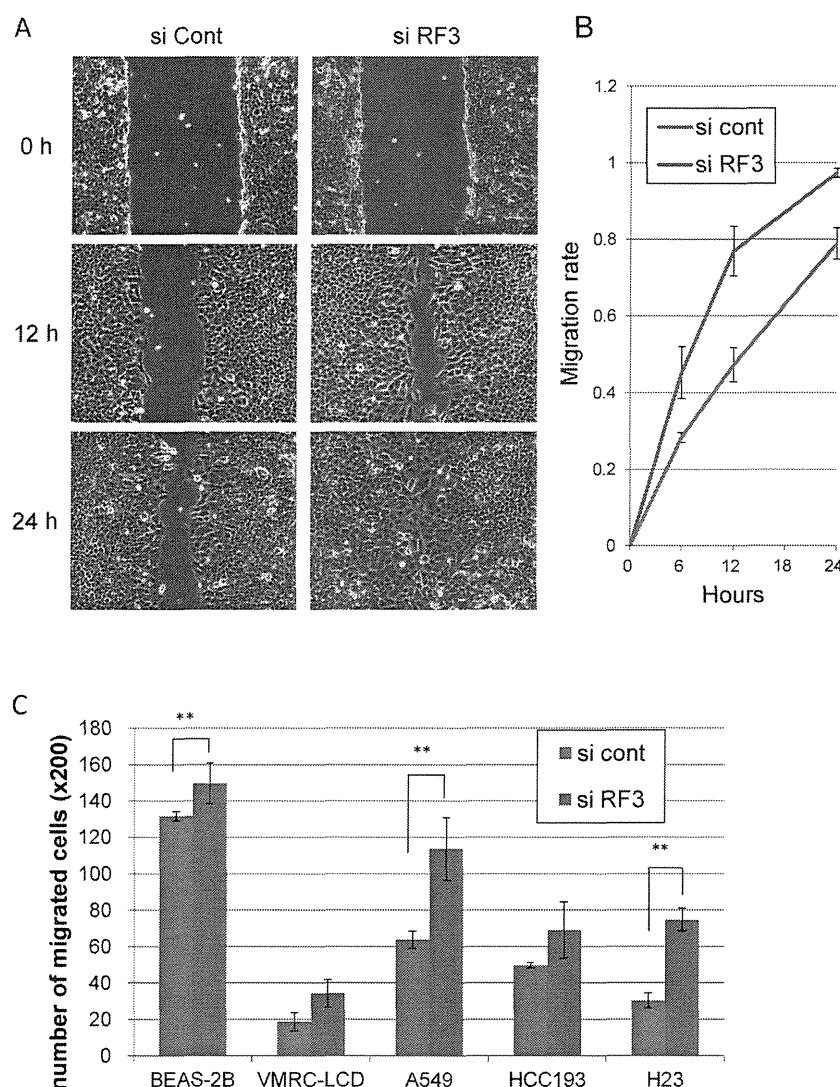 A
si Cont
si RF3
0 h
12 h
24 h
B
1.2
1
0.8
0.6
0.4
0.2
0
Migration rate
si cont
si RF3
0
6
12
18
24
Hours
C
180
160
140
120
100
80
60
40
20
0
number of migrated cells (x200)
**
**
**
si cont
si RF3
BEAS-2B
VMRC-LCD
A549
HCC193
H23